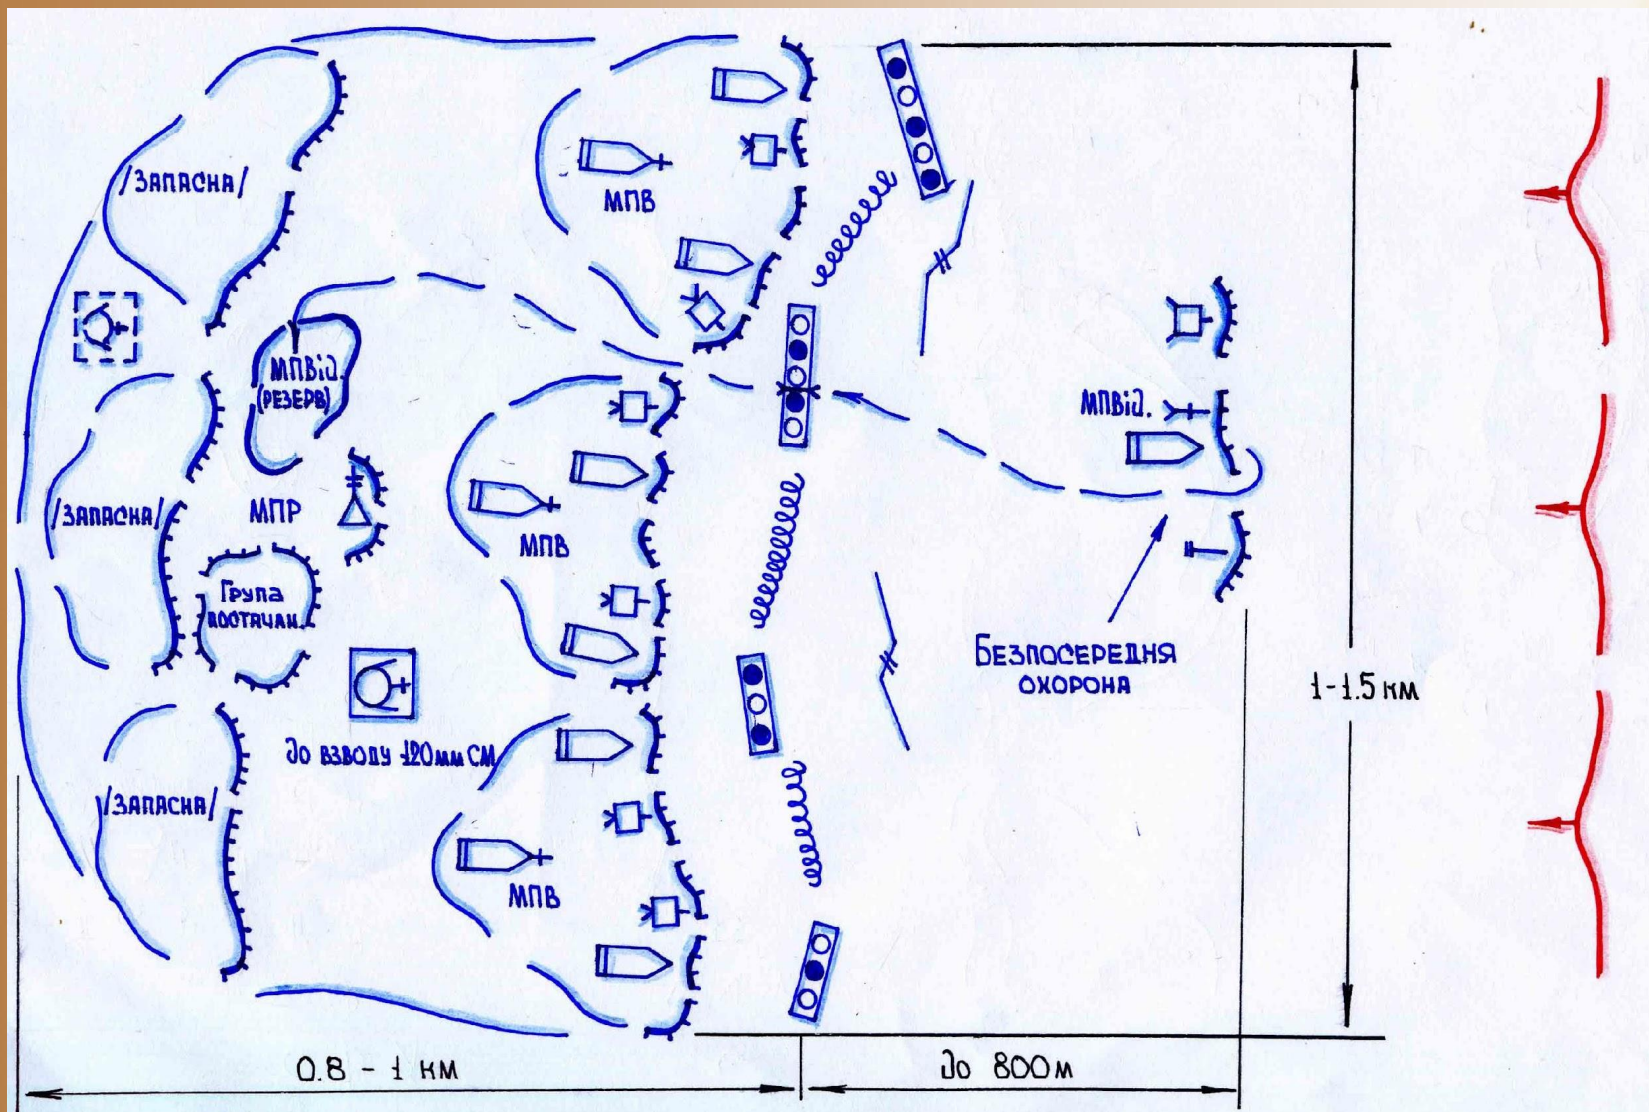 /ЗАПАСНА/
МПВ
МПВід.
(РЕЗЕРВ)
МПВід.
/ЗАПАСНА/
МПР
МПВ
Група
постачан.
БЕЗПОСЕРЕДНЯ
ОХОРОНА
1-1.5 км
до взводу 120мм СМ
/ЗАПАСНА/
МПВ
0.8 - 1 км
до 800м